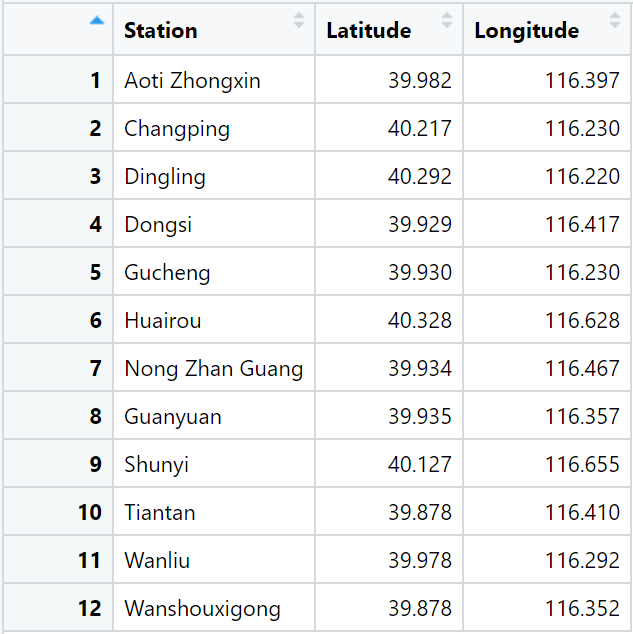 Station Latitude Longitude
1 Aoti Zhongxin 39.982 116.397
2 Changping 40.217 116.230
3 Dingling 40.292 116.220
4 Dongsi 39.929 116.417
5 Gucheng 39.930 116.230
6 Huairou 40.328 116.628
7 Nong Zhan Guang 39.934 116.467
8 Guanyuan 39.935 116.357
9 Shunyi 40.127 116.655
10 Tiantan 39.878 116.410
11 Wanliu 39.978 116.292
12 Wanshouxigong 39.878 116.352